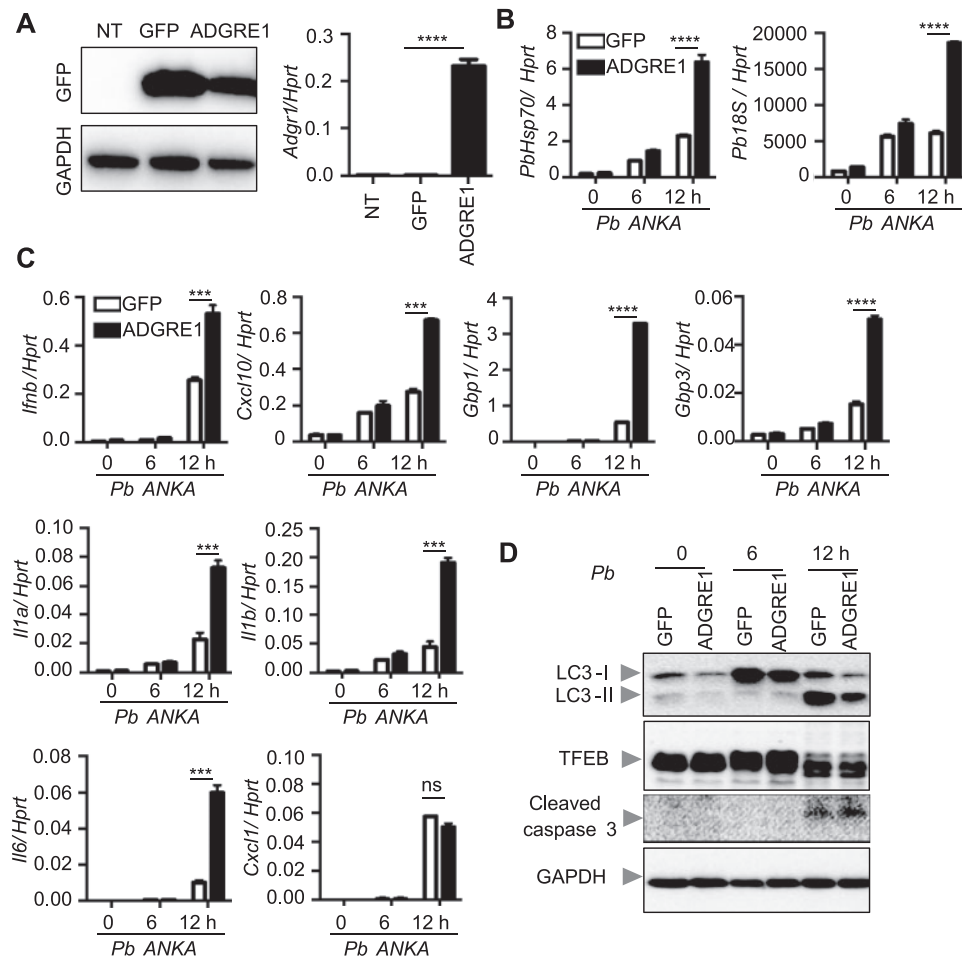 A
NT GFP ADGRE1
GFP
GAPDH
Adgr1/Hprt
0.3
0.2
0.1
0.0
****
NT
GFP
ADGRE1
B
GFP
ADGRE1
PbHsp70/ Hprt
8
6
4
2
0
****
0 6 12 h
Pb ANKA
Pb18S / Hprt
20000
15000
10000
5000
0
****
0 6 12 h
Pb ANKA
C
GFP
ADGRE1
Ifnb /Hprt
0.6
0.4
0.2
0.0
***
0 6 12 h
Pb ANKA
Cxcl10/ Hprt
0.8
0.6
0.4
0.2
0
***
0 6 12 h
Pb ANKA
Gbp1/ Hprt
4
3
2
1
0
****
0 6 12 h
Pb ANKA
Gbp3/ Hprt
0.06
0.04
0.02
0.00
****
0 6 12 h
Pb ANKA
Il1a/ Hprt
0.10
0.08
0.06
0.04
0.02
0.00
***
0 6 12 h
Pb ANKA
Il1b/ Hprt
0.25
0.20
0.15
0.10
0.05
0.00
***
0 6 12 h
Pb ANKA
Il6/ Hprt
0.08
0.06
0.04
0.02
0.00
***
0 6 12 h
Pb ANKA
Cxcl1/ Hprt
0.10
0.08
0.06
0.04
0.02
0.00
ns
0 6 12 h
Pb ANKA
D
Pb 0 6 12 h
GFP ADGRE1 GFP ADGRE1 GFP ADGRE1
LC3-I
LC3-II
TFEB
Cleaved
caspase 3
GAPDH